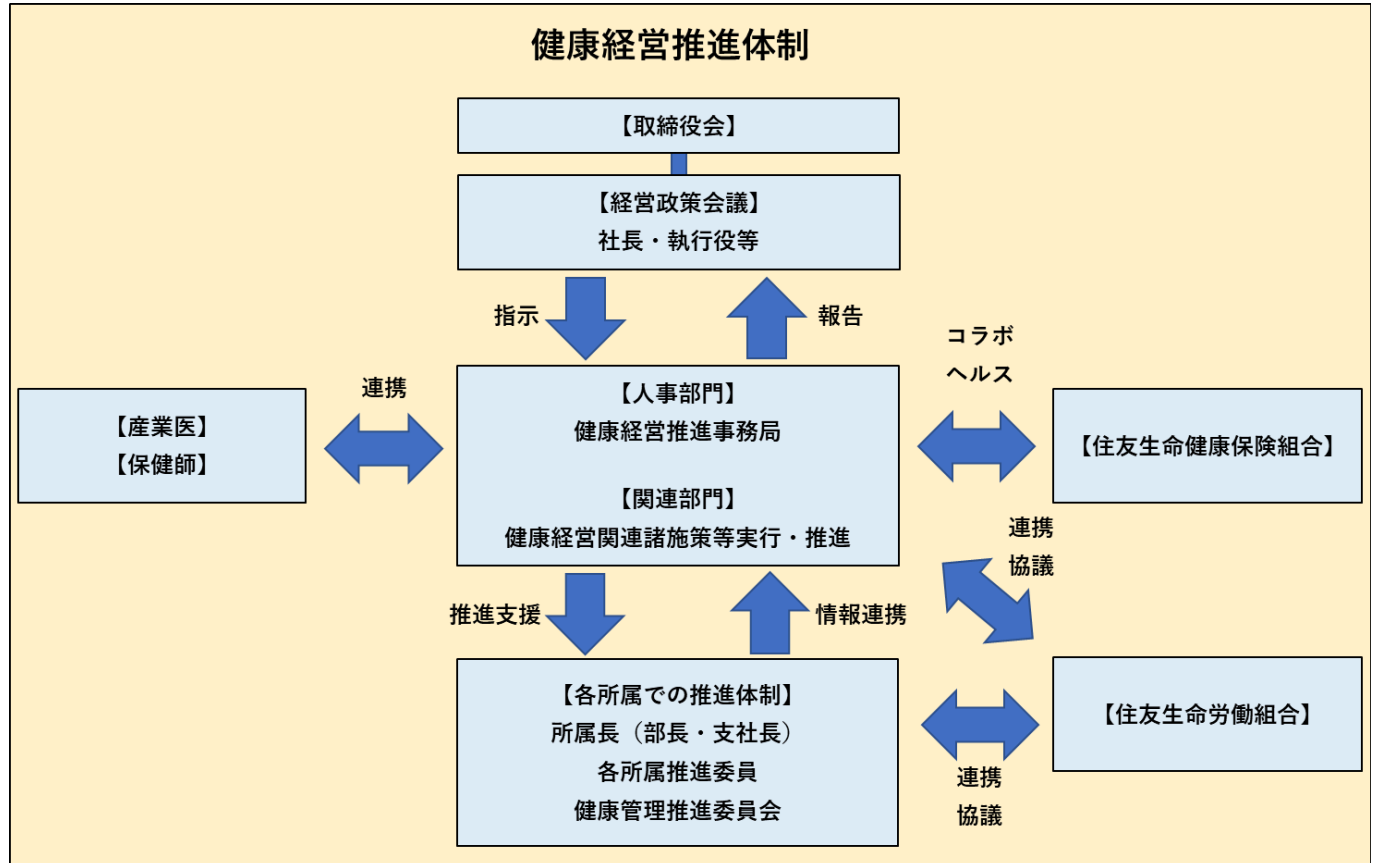 健康経営推進体制
【取締役会】
【経営政策会議】
社長・執行役等
指示
報告
コラボ
ヘルス
連携
【産業医】
【保健師】
【人事部門】
健康経営推進事務局
【関連部門】
健康経営関連諸施策等実行・推進
【住友生命健康保険組合】
連携
協議
推進支援
情報連携
【各所属での推進体制】
所属長（部長・支社長）
各所属推進委員
健康管理推進委員会
【住友生命労働組合】
連携
協議